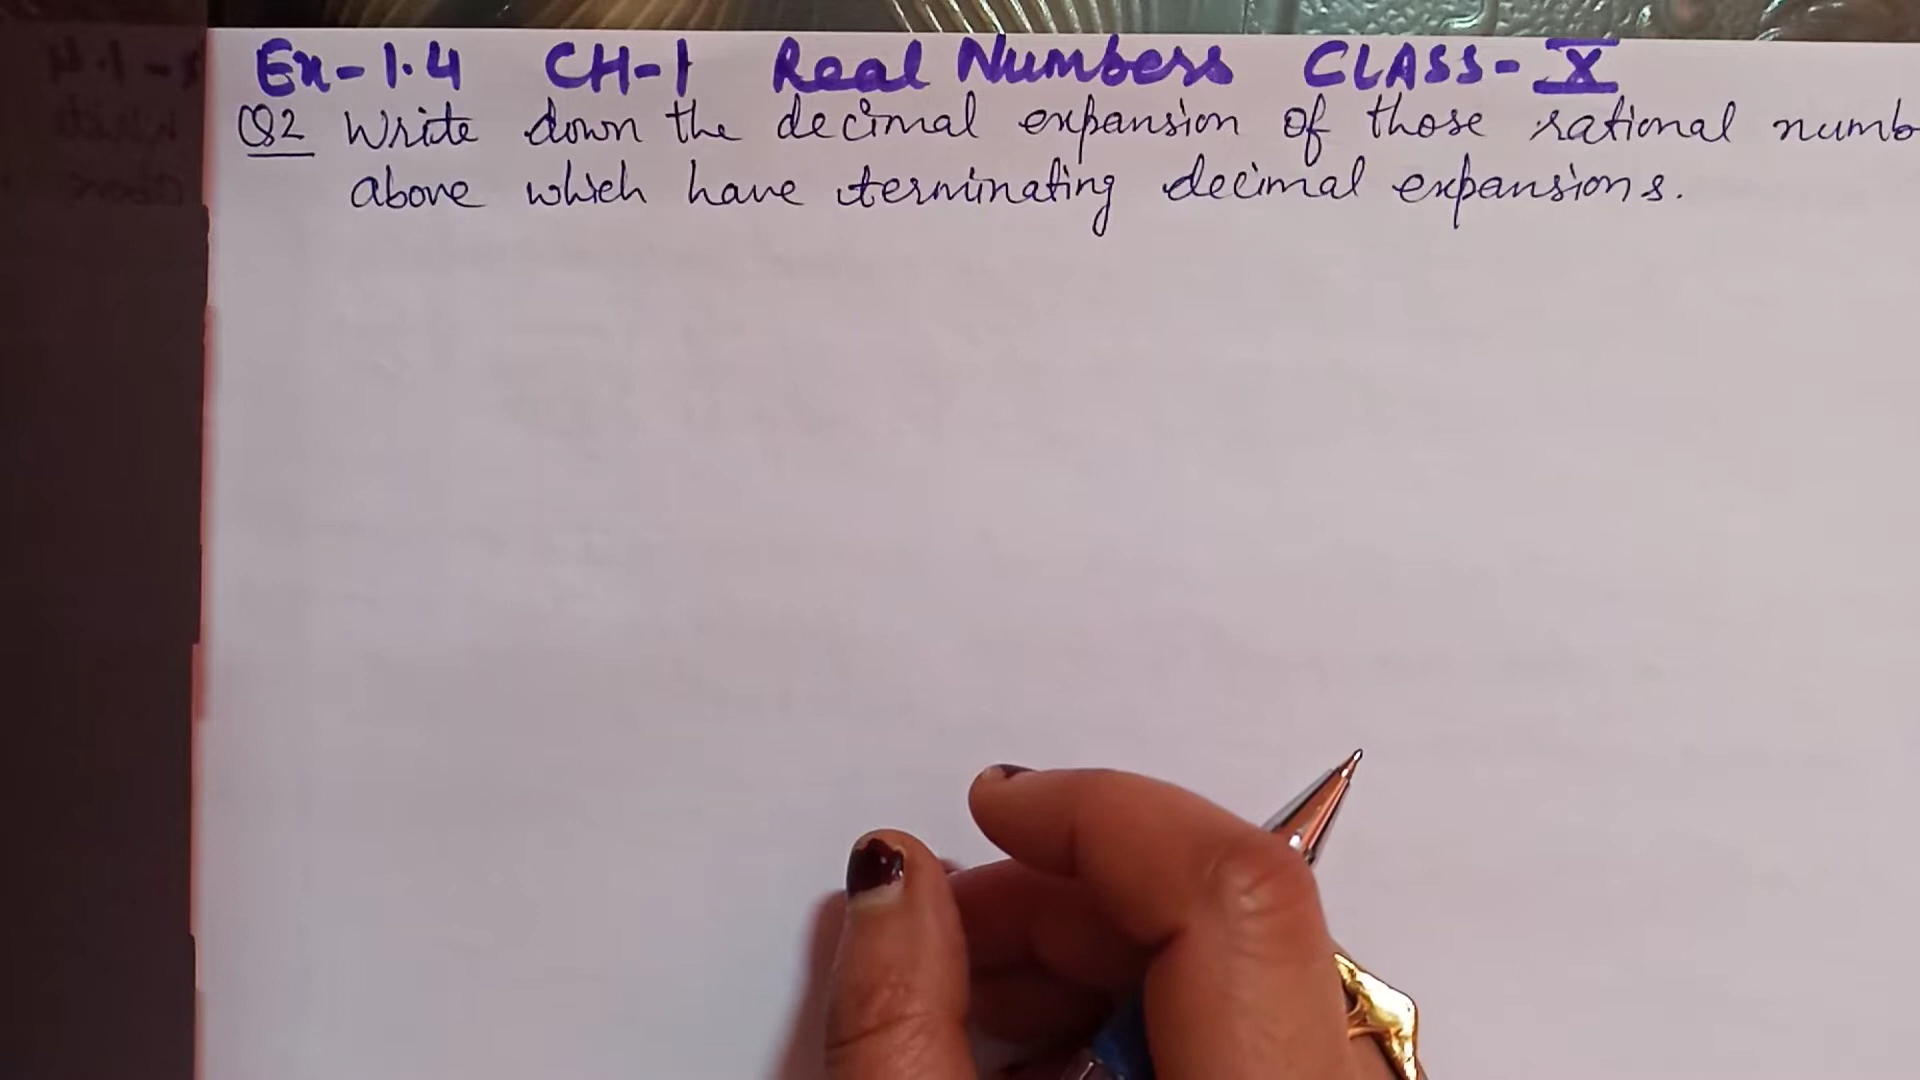 Ex-1.4 CH-1 Real Numbers CLASS-X
Q2 Write down the decimal expansion of those rational numb
above which have terminating decimal expansions.